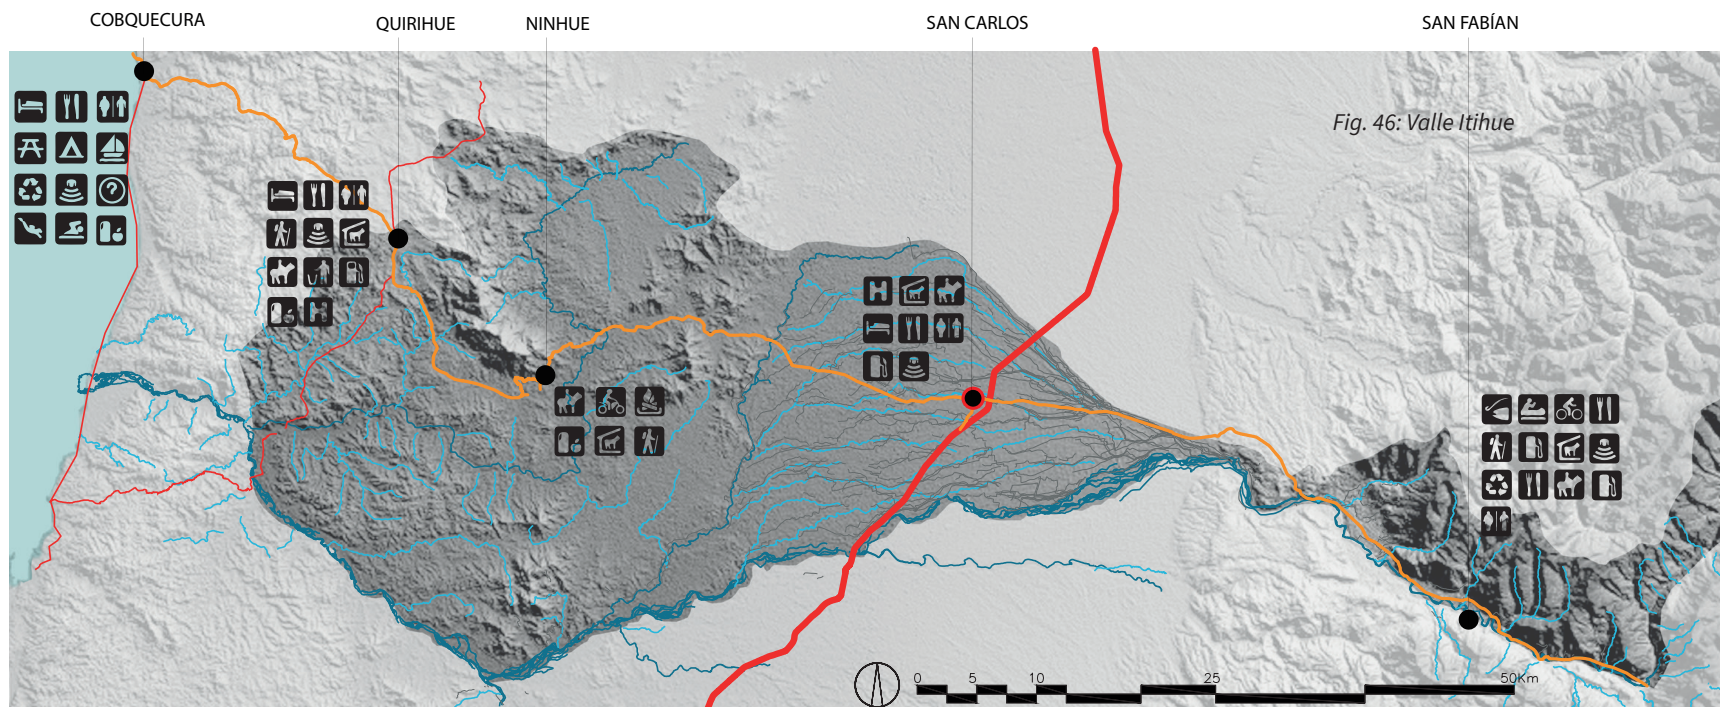 COBQUECURA
QUIRIHUE
NINHUE
SAN CARLOS
SAN FABÍAN
Fig. 46: Valle Itihue
?
0
5
10
25
50Km